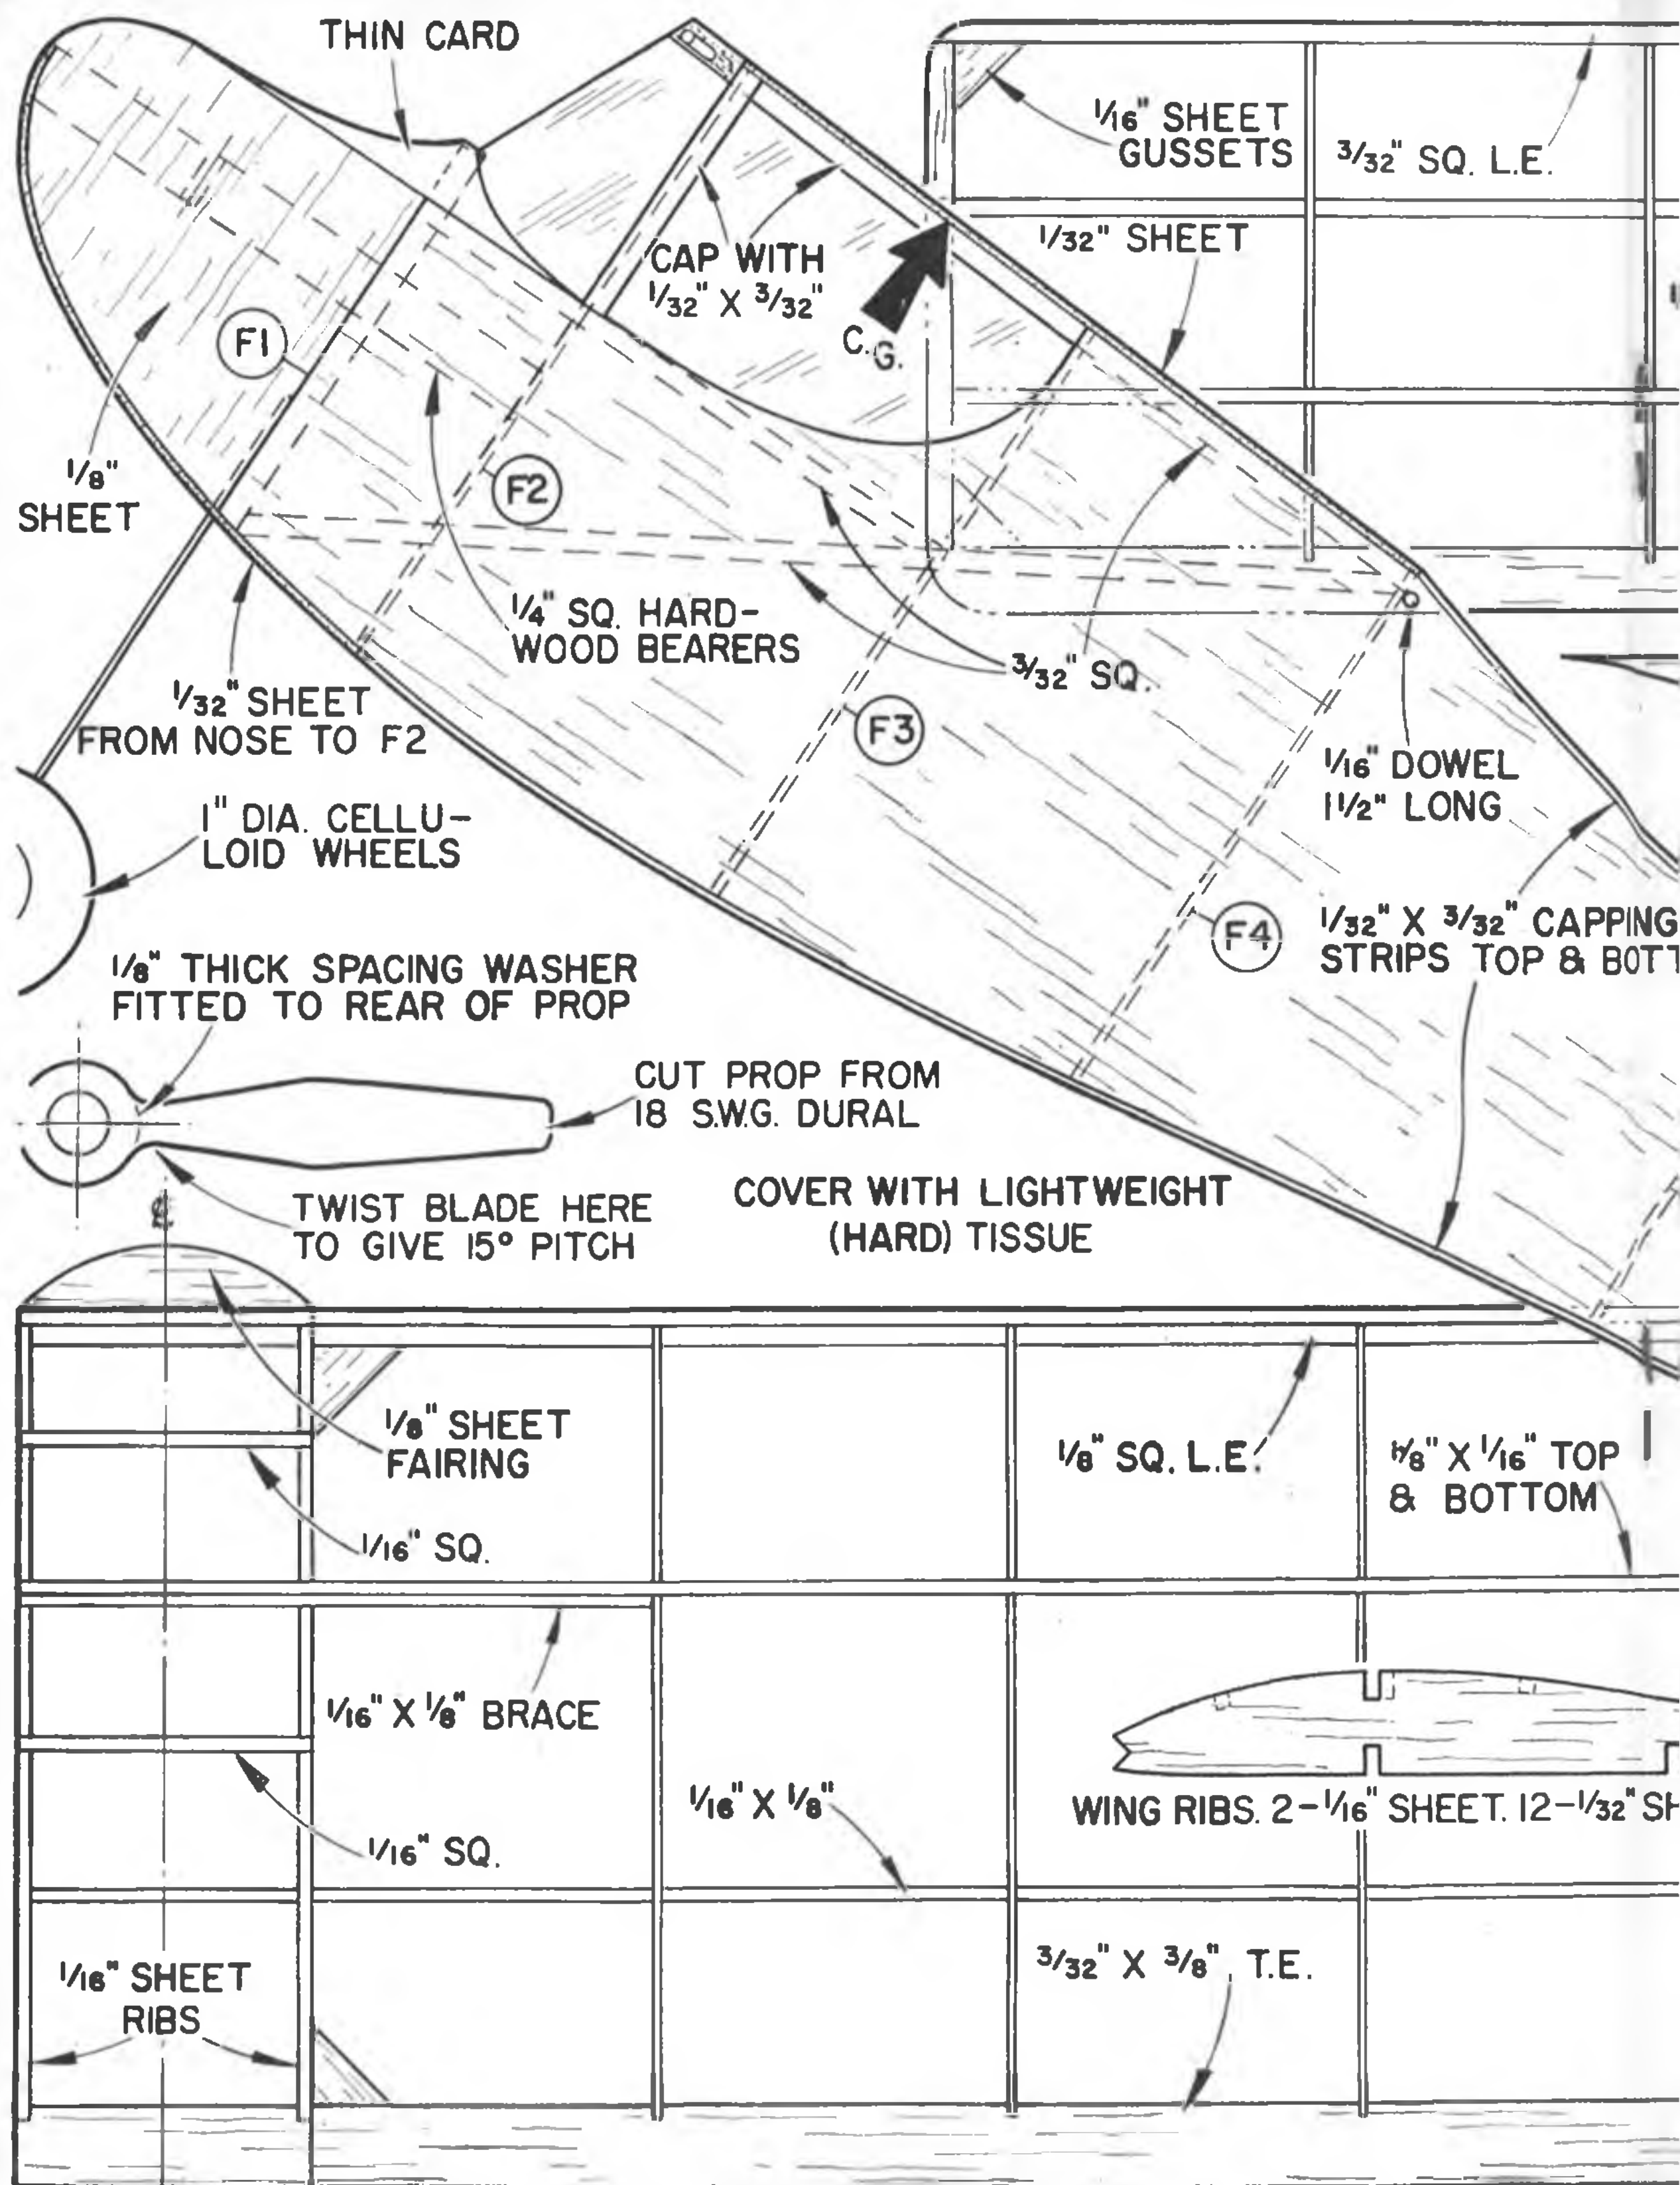 THIN CARD
1/16" SHEET
GUSSETS
3/32" SQ. L.E.
1/32" SHEET
CAP WITH
1/32" X 3/32"
C.G.
F1
1/8"
SHEET
F2
1/4" SQ. HARD-
WOOD BEARERS
3/32" SQ.
1/32" SHEET
FROM NOSE TO F2
F3
1/16" DOWEL
1 1/2" LONG
1" DIA. CELLU-
LOID WHEELS
F4
1/32" X 3/32" CAPPING
STRIPS TOP & BOTT
1/8" THICK SPACING WASHER
FITTED TO REAR OF PROP
CUT PROP FROM
18 S.W.G. DURAL
TWIST BLADE HERE
TO GIVE 15° PITCH
COVER WITH LIGHTWEIGHT
(HARD) TISSUE
℄
1/8" SHEET
FAIRING
1/8" SQ. L.E.
1/8" X 1/16" TOP
& BOTTOM
1/16" SQ.
1/16" X 1/8" BRACE
1/16" X 1/8"
WING RIBS. 2-1/16" SHEET. 12-1/32" SH
1/16" SQ.
3/32" X 3/8" T.E.
1/16" SHEET
RIBS